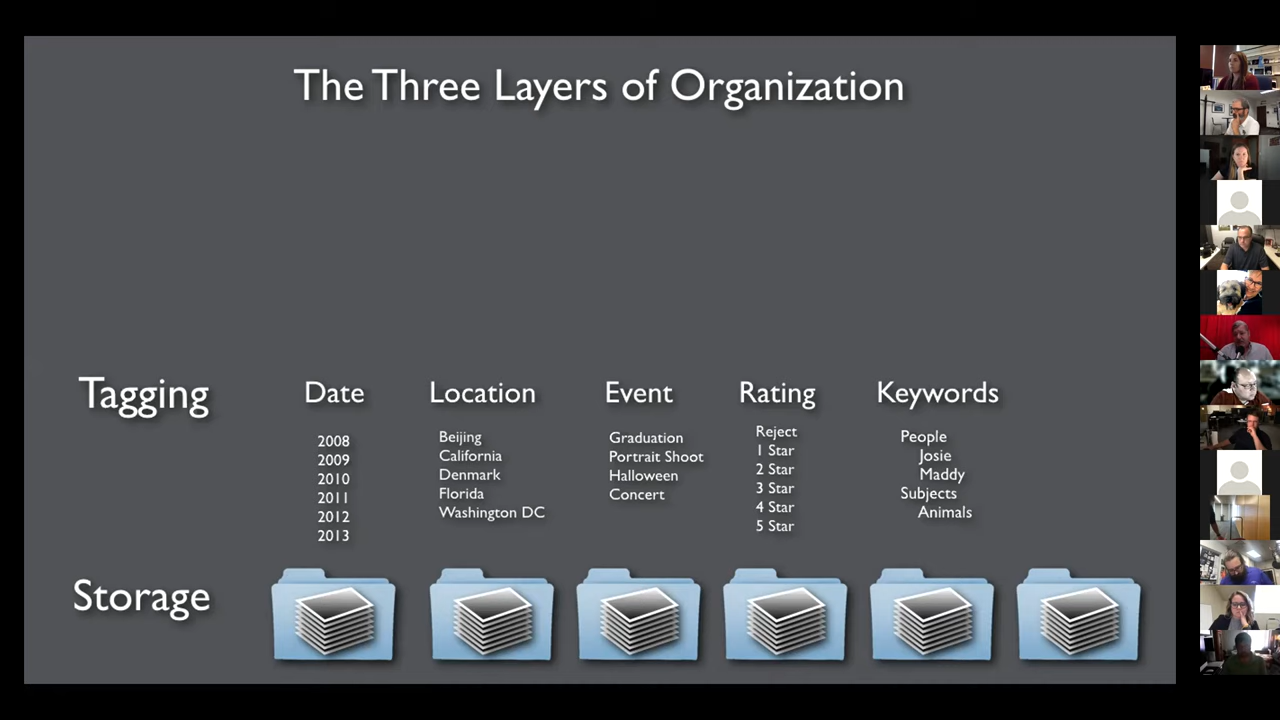 The Three Layers of Organization
Tagging
Date
2008
2009
2010
2011
2012
2013
Location
Beijing
California
Denmark
Florida
Washington DC
Event
Graduation
Portrait Shoot
Halloween
Concert
Rating
Reject
1 Star
2 Star
3 Star
4 Star
5 Star
Keywords
People
Josie
Maddy
Subjects
Animals
Storage